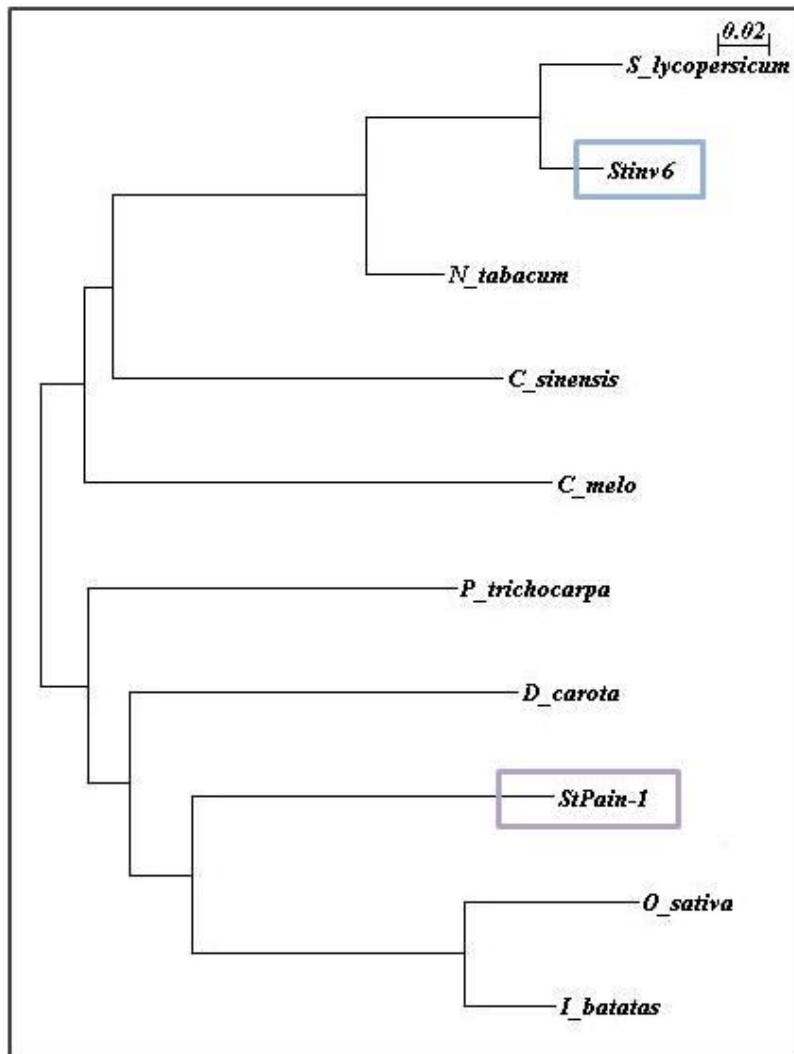 0.02
S_lycopersicum
Stinv6
N_tabacum
C_sinensis
C_melo
P_trichocarpa
D_carota
StPain-1
O_sativa
I_batatas